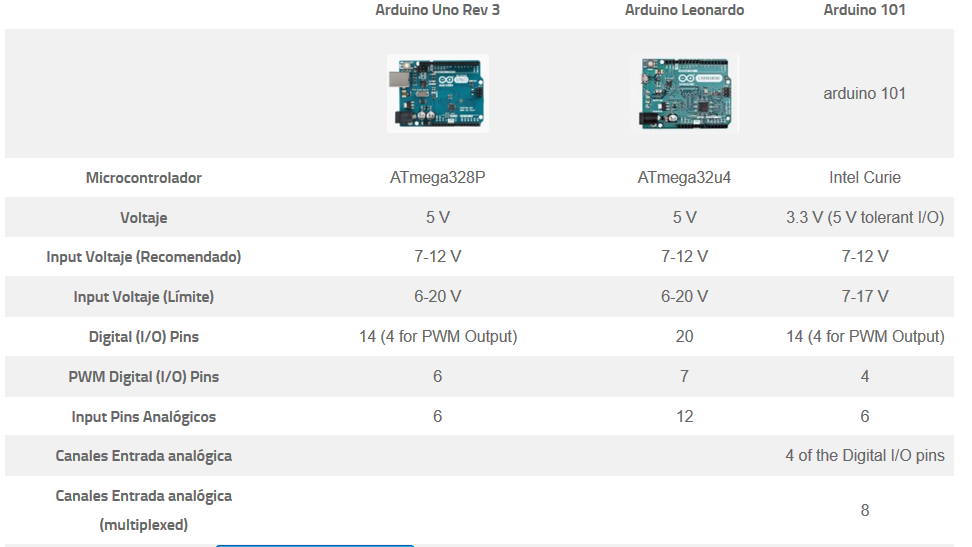 Arduino Uno Rev 3 Arduino Leonardo Arduino 101
arduino 101
Microcontrolador ATmega328P ATmega32u4 Intel Curie
Voltaje 5 V 5 V 3.3 V (5 V tolerant I/O)
Input Voltaje (Recomendado) 7-12 V 7-12 V 7-12 V
Input Voltaje (Límite) 6-20 V 6-20 V 7-17 V
Digital (I/O) Pins 14 (4 for PWM Output) 20 14 (4 for PWM Output)
PWM Digital (I/O) Pins 6 7 4
Input Pins Analógicos 6 12 6
Canales Entrada analógica 4 of the Digital I/O pins
Canales Entrada analógica
(multiplexed) 8